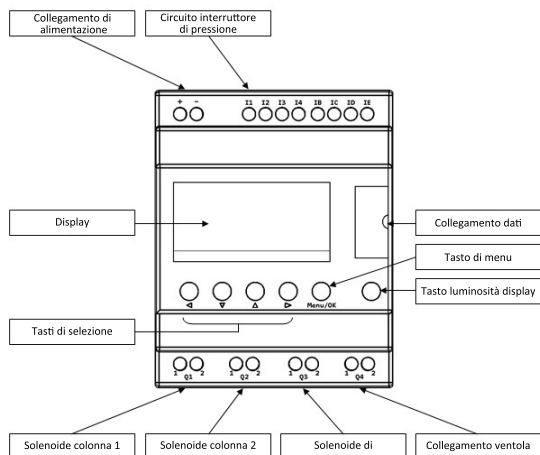 Collegamento di
alimentazione
Circuito interruttore
di pressione
+ -
I1 I2 I3 I4 IB IC ID IE
Display
Collegamento dati
Tasto di menu
Tasto luminosità display
Menu/OK
Tasti di selezione
1 Q1 2
1 Q2 2
1 Q3 2
1 Q4 2
Solenoide colonna 1
Solenoide colonna 2
Solenoide di
Collegamento ventola